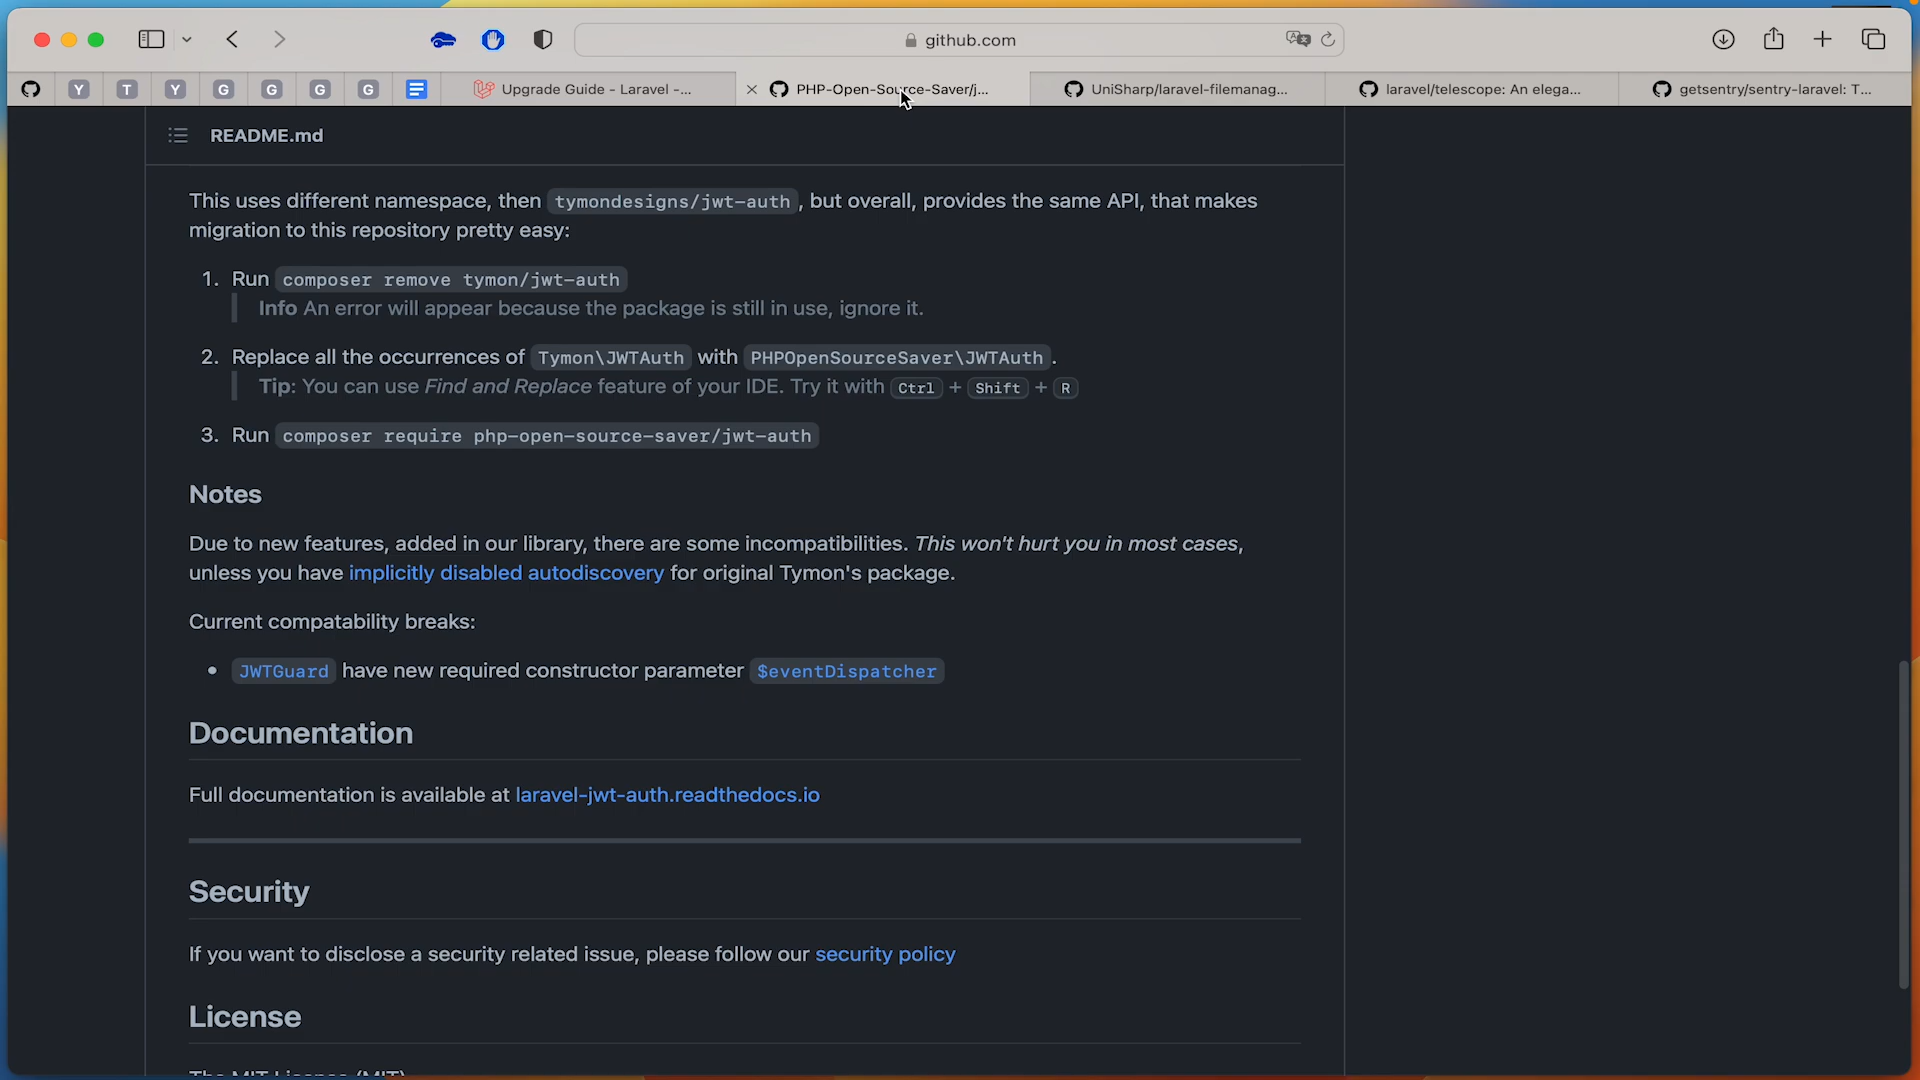 github.com
Y
T
Y
G
G
G
G
Upgrade Guide - Laravel -...
PHP-Open-Source-Saver/j...
UniSharp/laravel-filemanag...
laravel/telescope: An elega...
getsentry/sentry-laravel: T...
README.md
This uses different namespace, then tymondesigns/jwt-auth , but overall, provides the same API, that makes
migration to this repository pretty easy:
1. Run composer remove tymon/jwt-auth
Info An error will appear because the package is still in use, ignore it.
2. Replace all the occurrences of Tymon\JWTAuth with PHPOpenSourceSaver\JWTAuth .
Tip: You can use Find and Replace feature of your IDE. Try it with Ctrl + Shift + R
3. Run composer require php-open-source-saver/jwt-auth
Notes
Due to new features, added in our library, there are some incompatibilities. This won't hurt you in most cases,
unless you have implicitly disabled autodiscovery for original Tymon's package.
Current compatability breaks:
• JWTGuard have new required constructor parameter $eventDispatcher
Documentation
Full documentation is available at laravel-jwt-auth.readthedocs.io
Security
If you want to disclose a security related issue, please follow our security policy
License
The MIT License (MIT)